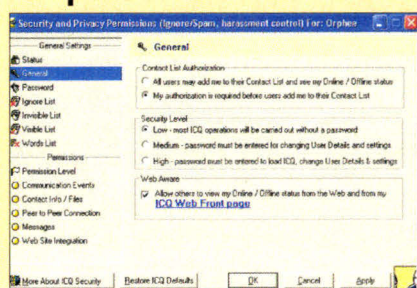 Security and Privacy Permissions (Ignore/Spam, harassment control) For: Orphea
General Settings
Status
General
Password
Ignore List
Invisible List
Visible List
Words List
Permissions
Permission Level
Communication Events
Contact Info / Files
Peer to Peer Connection
Messages
Web Site Integration
General
Contact List Authorization
All users may add me to their Contact List and see my Online / Offline status
My authorization is required before users add me to their Contact List
Security Level
Low - most ICQ operations will be carried out without a password
Medium - password must be entered for changing User Details and settings
High - password must be entered to load ICQ, change User Details & settings
Web Aware
Allow others to view my Online / Offline status from the Web and from my
ICQ Web Front page
More About ICQ Security
Restore ICQ Defaults
OK
Cancel
Apply